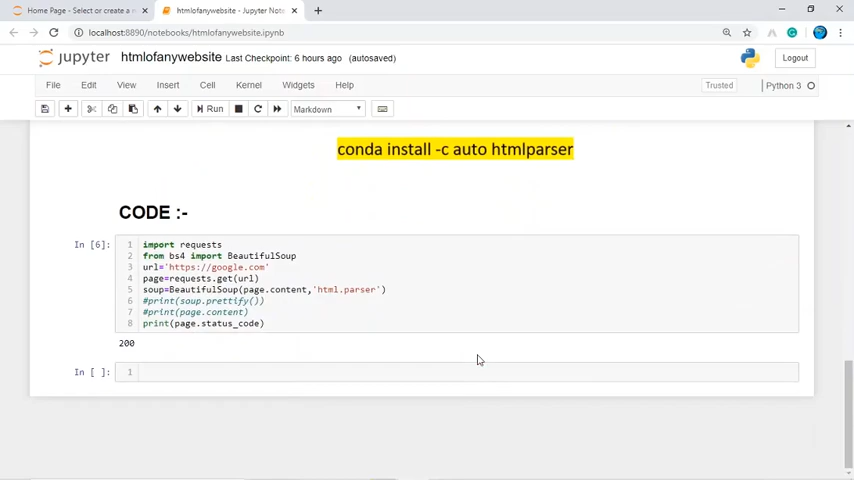 Home Page - Select or create a n
htmlofanywebsite - Jupyter Note
localhost:8890/notebooks/htmlofanywebsite.ipynb
jupyter htmlofanywebsite Last Checkpoint: 6 hours ago (autosaved)
Logout
File Edit View Insert Cell Kernel Widgets Help
Trusted Python 3
Run Markdown
conda install -c auto htmlparser
CODE :-
In [6]:
1 import requests
2 from bs4 import BeautifulSoup
3 url='https://google.com'
4 page=requests.get(url)
5 soup=BeautifulSoup(page.content,'html.parser')
6 #print(soup.prettify())
7 #print(page.content)
8 print(page.status_code)
200
In [ ]: 1